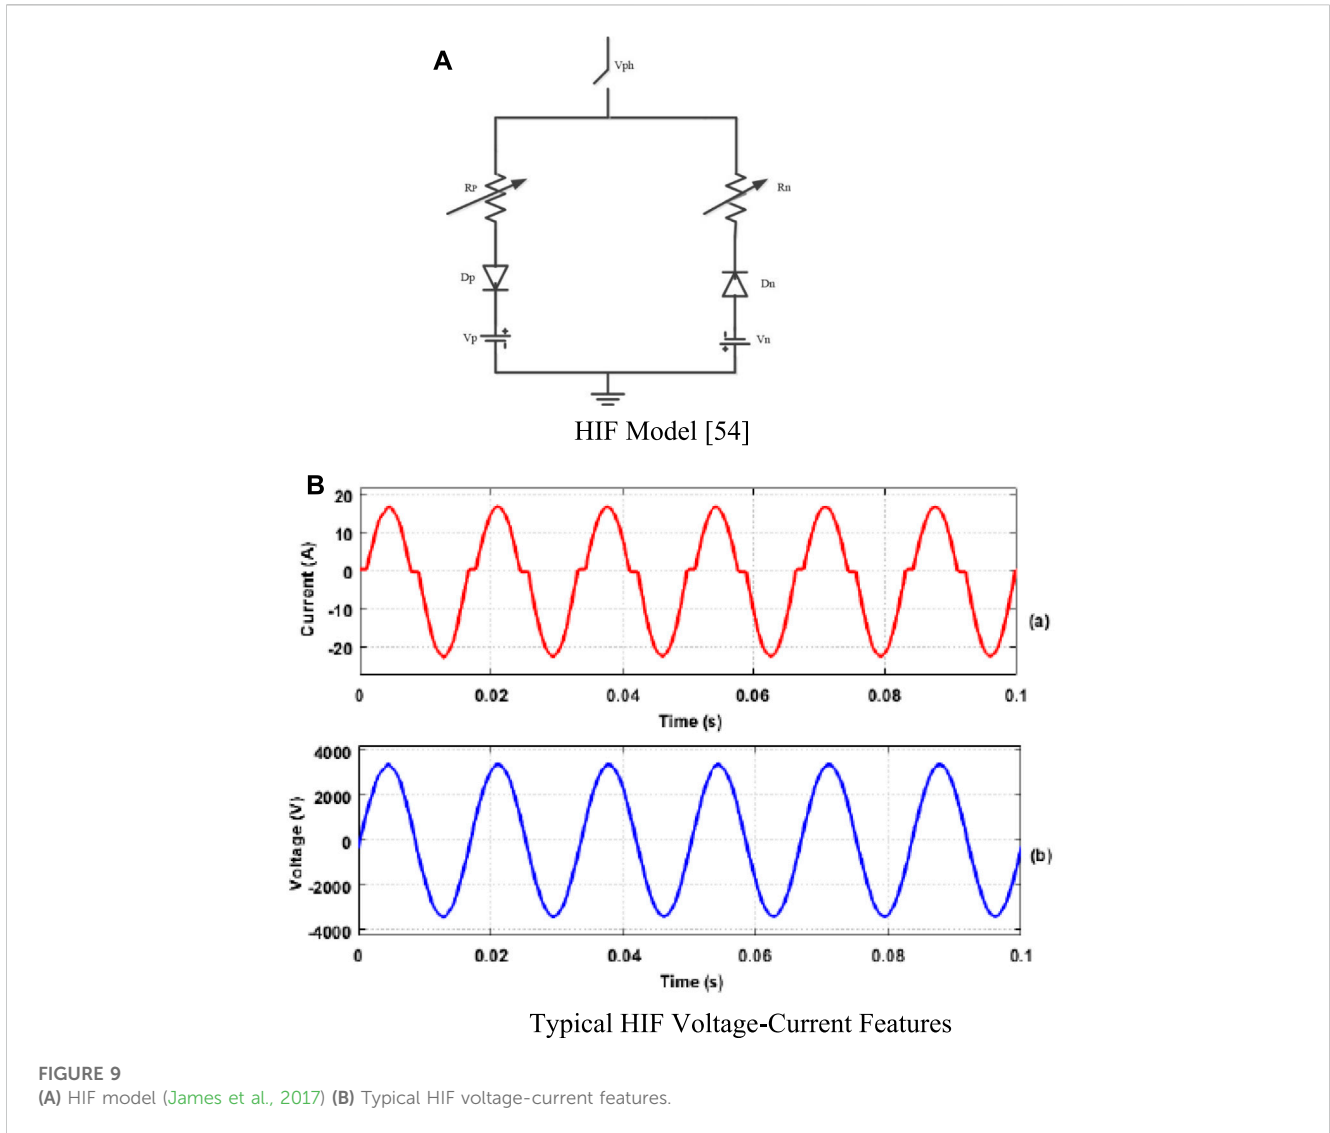 A
Vph
RP
Rn
Dp
Dn
Vp
Vn
HIF Model [54]
B
20
10
0
-10
-20
Current (A)
(a)
0
0.02
0.04
0.06
0.08
0.1
Time (s)
4000
2000
0
-2000
-4000
Voltage (V)
(b)
0
0.02
0.04
0.06
0.08
0.1
Time (s)
Typical HIF Voltage-Current Features
FIGURE 9
(A) HIF model (James et al., 2017) (B) Typical HIF voltage-current features.